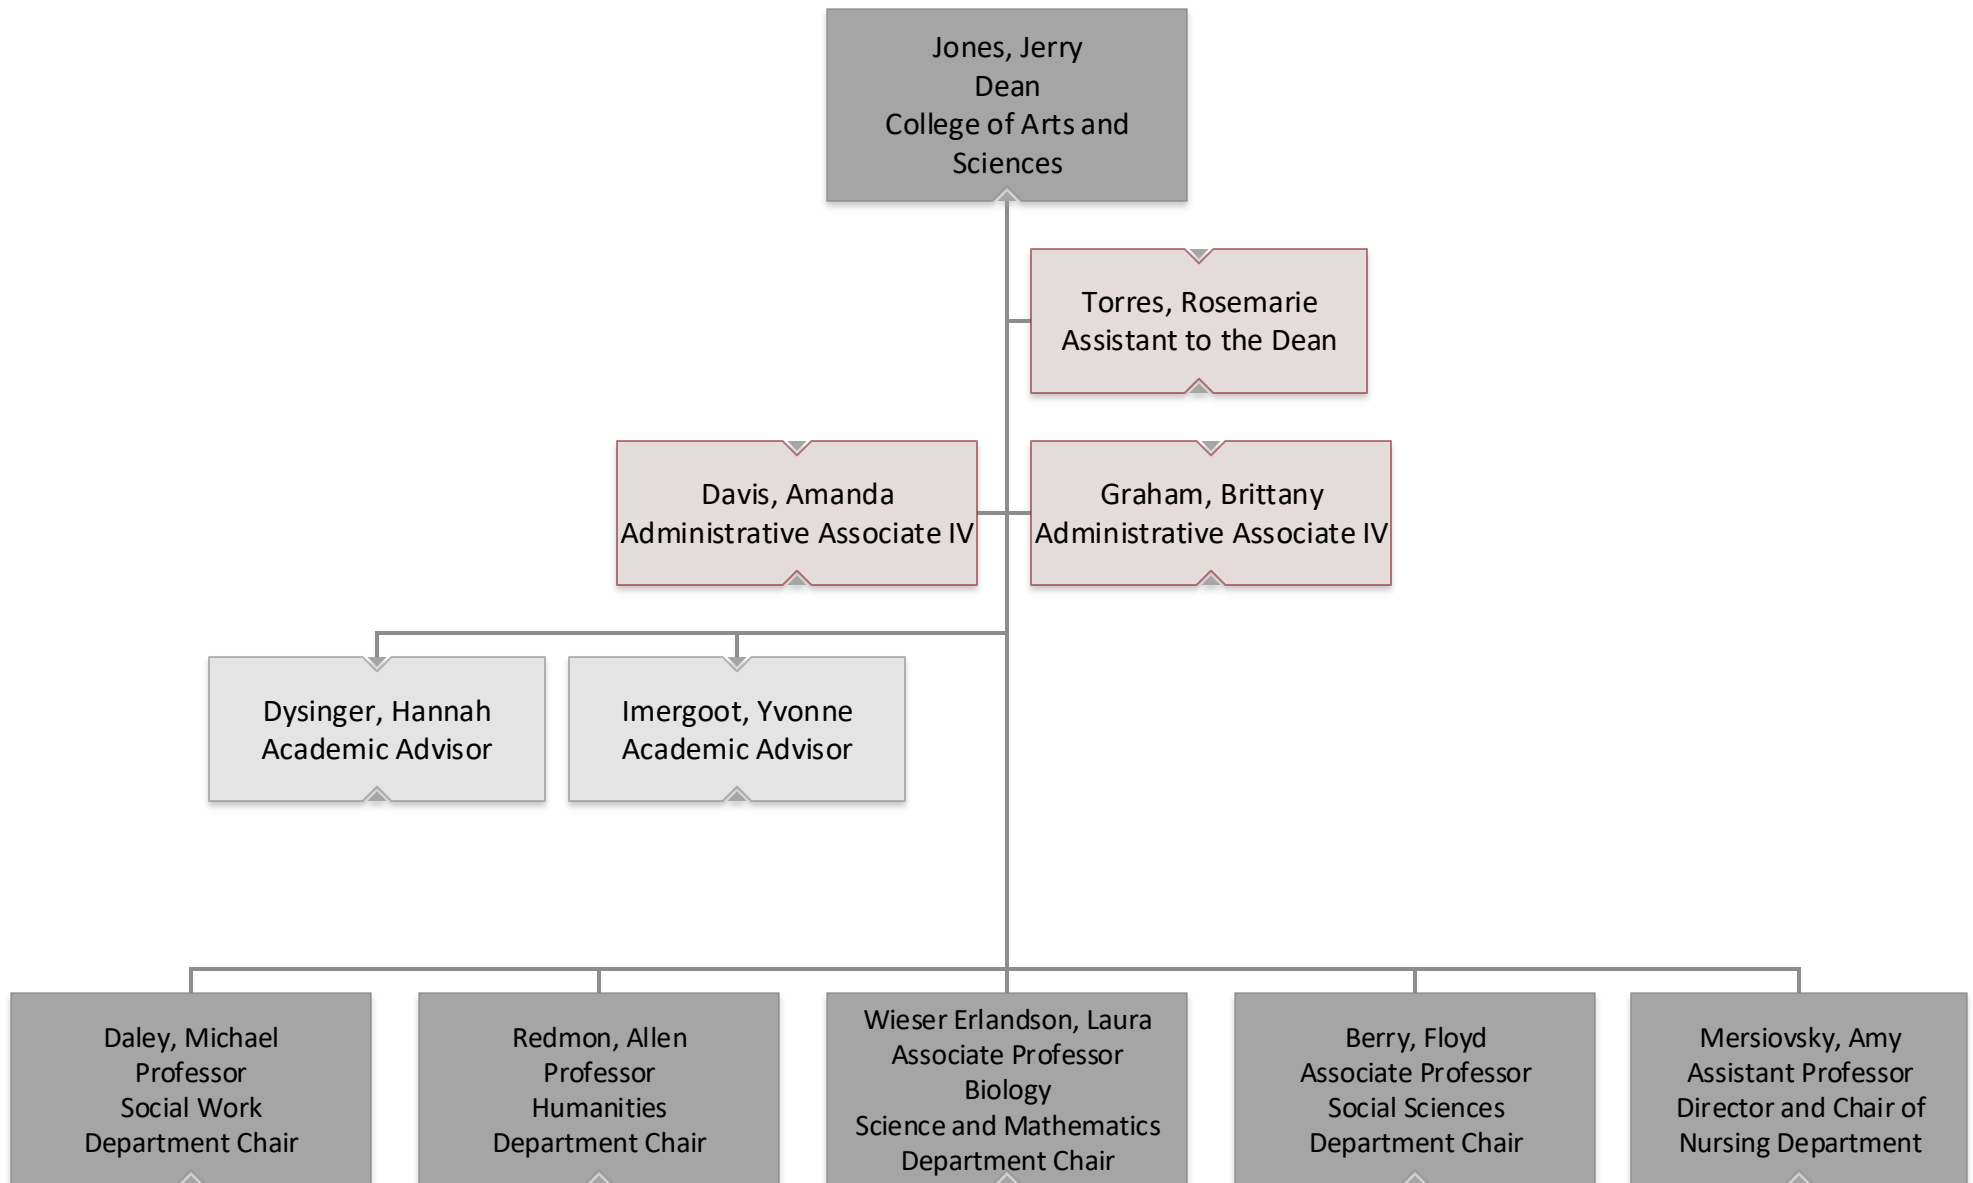 Jones, Jerry
Dean
College of Arts and
Sciences
Torres, Rosemarie
Assistant to the Dean
Davis, Amanda
Administrative Associate IV
Graham, Brittany
Administrative Associate IV
Dysinger, Hannah
Academic Advisor
Imergoot, Yvonne
Academic Advisor
Daley, Michael
Professor
Social Work
Department Chair
Redmon, Allen
Professor
Humanities
Department Chair
Wieser Erlandson, Laura
Associate Professor
Biology
Science and Mathematics
Department Chair
Berry, Floyd
Associate Professor
Social Sciences
Department Chair
Mersiovsky, Amy
Assistant Professor
Director and Chair of
Nursing Department